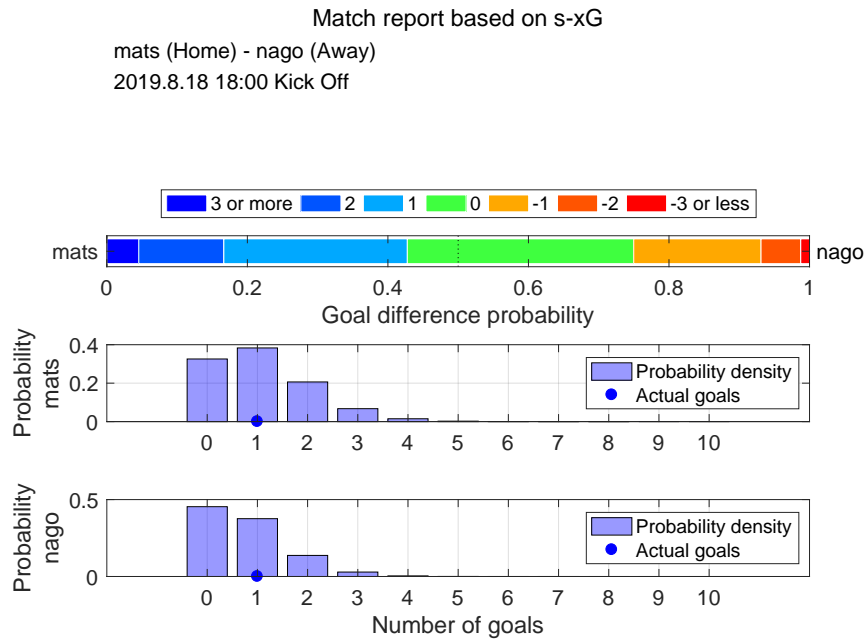 Match report based on s-xG
mats (Home) - nago (Away)
2019.8.18 18:00 Kick Off
3 or more 2 1 0 -1 -2 -3 or less
mats nago
0 0.2 0.4 0.6 0.8 1
Goal difference probability
Probability
mats
0.4
0.2
0
Probability density
Actual goals
0 1 2 3 4 5 6 7 8 9 10
Probability
nago
0.5
0
Probability density
Actual goals
0 1 2 3 4 5 6 7 8 9 10
Number of goals